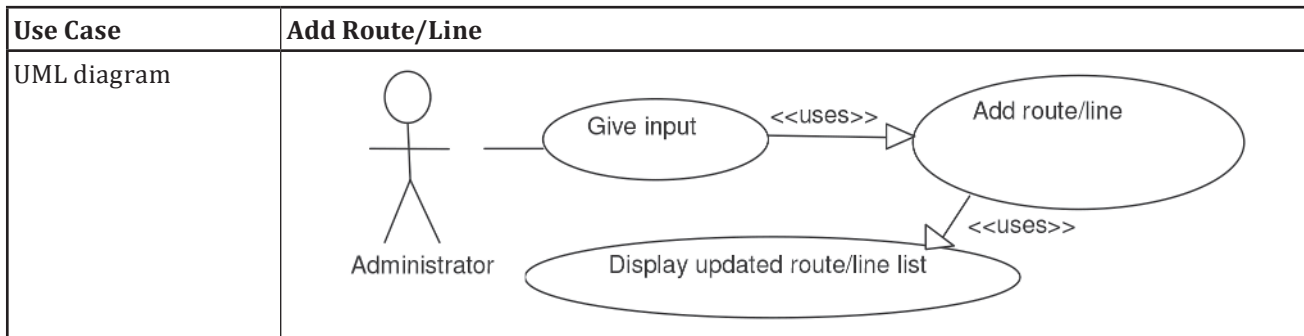 Use Case
Add Route/Line
UML diagram
Give input
<<uses>>
Add route/line
<<uses>>
Administrator
Display updated route/line list